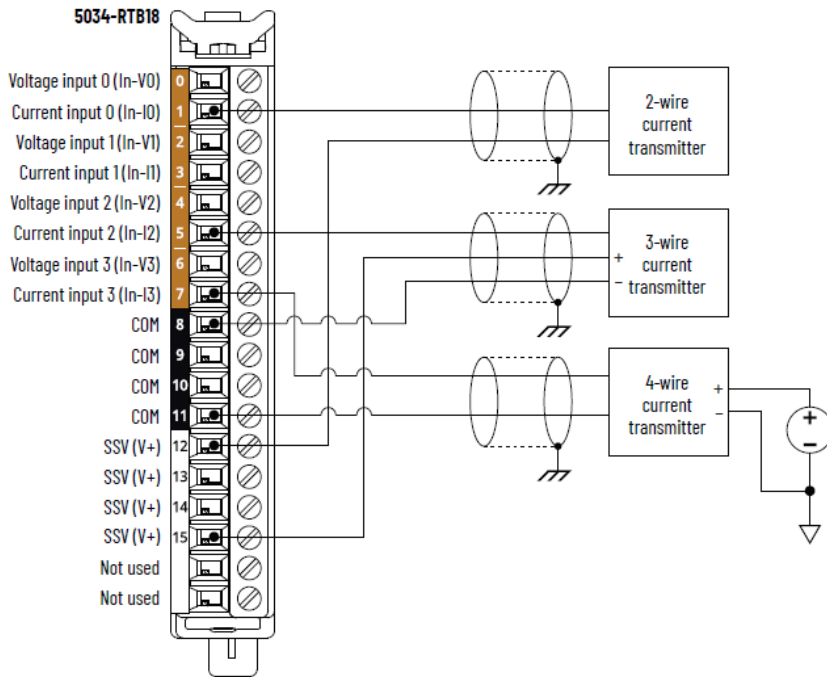 5034-RTB18
Voltage input 0 (In-V0) 0
Current input 0 (In-I0) 1
Voltage input 1 (In-V1) 2
Current input 1 (In-I1) 3
Voltage input 2 (In-V2) 4
Current input 2 (In-I2) 5
Voltage input 3 (In-V3) 6
Current input 3 (In-I3) 7
COM 8
COM 9
COM 10
COM 11
SSV (V+) 12
SSV (V+) 13
SSV (V+) 14
SSV (V+) 15
Not used
Not used
2-wire
current
transmitter
3-wire
+ current
− transmitter
4-wire +
current −
transmitter
+
−